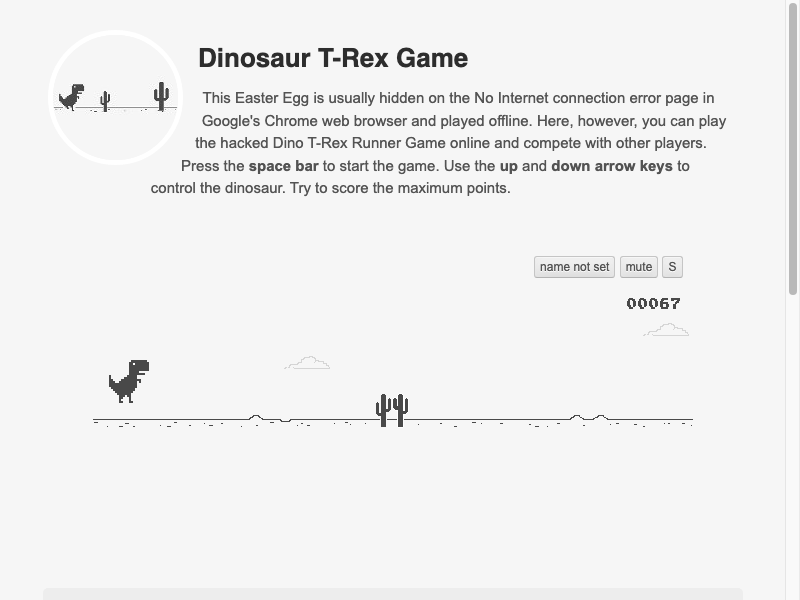 Dinosaur T-Rex Game
This Easter Egg is usually hidden on the No Internet connection error page in
Google's Chrome web browser and played offline. Here, however, you can play
the hacked Dino T-Rex Runner Game online and compete with other players.
Press the space bar to start the game. Use the up and down arrow keys to
control the dinosaur. Try to score the maximum points.
name not set mute S
00067